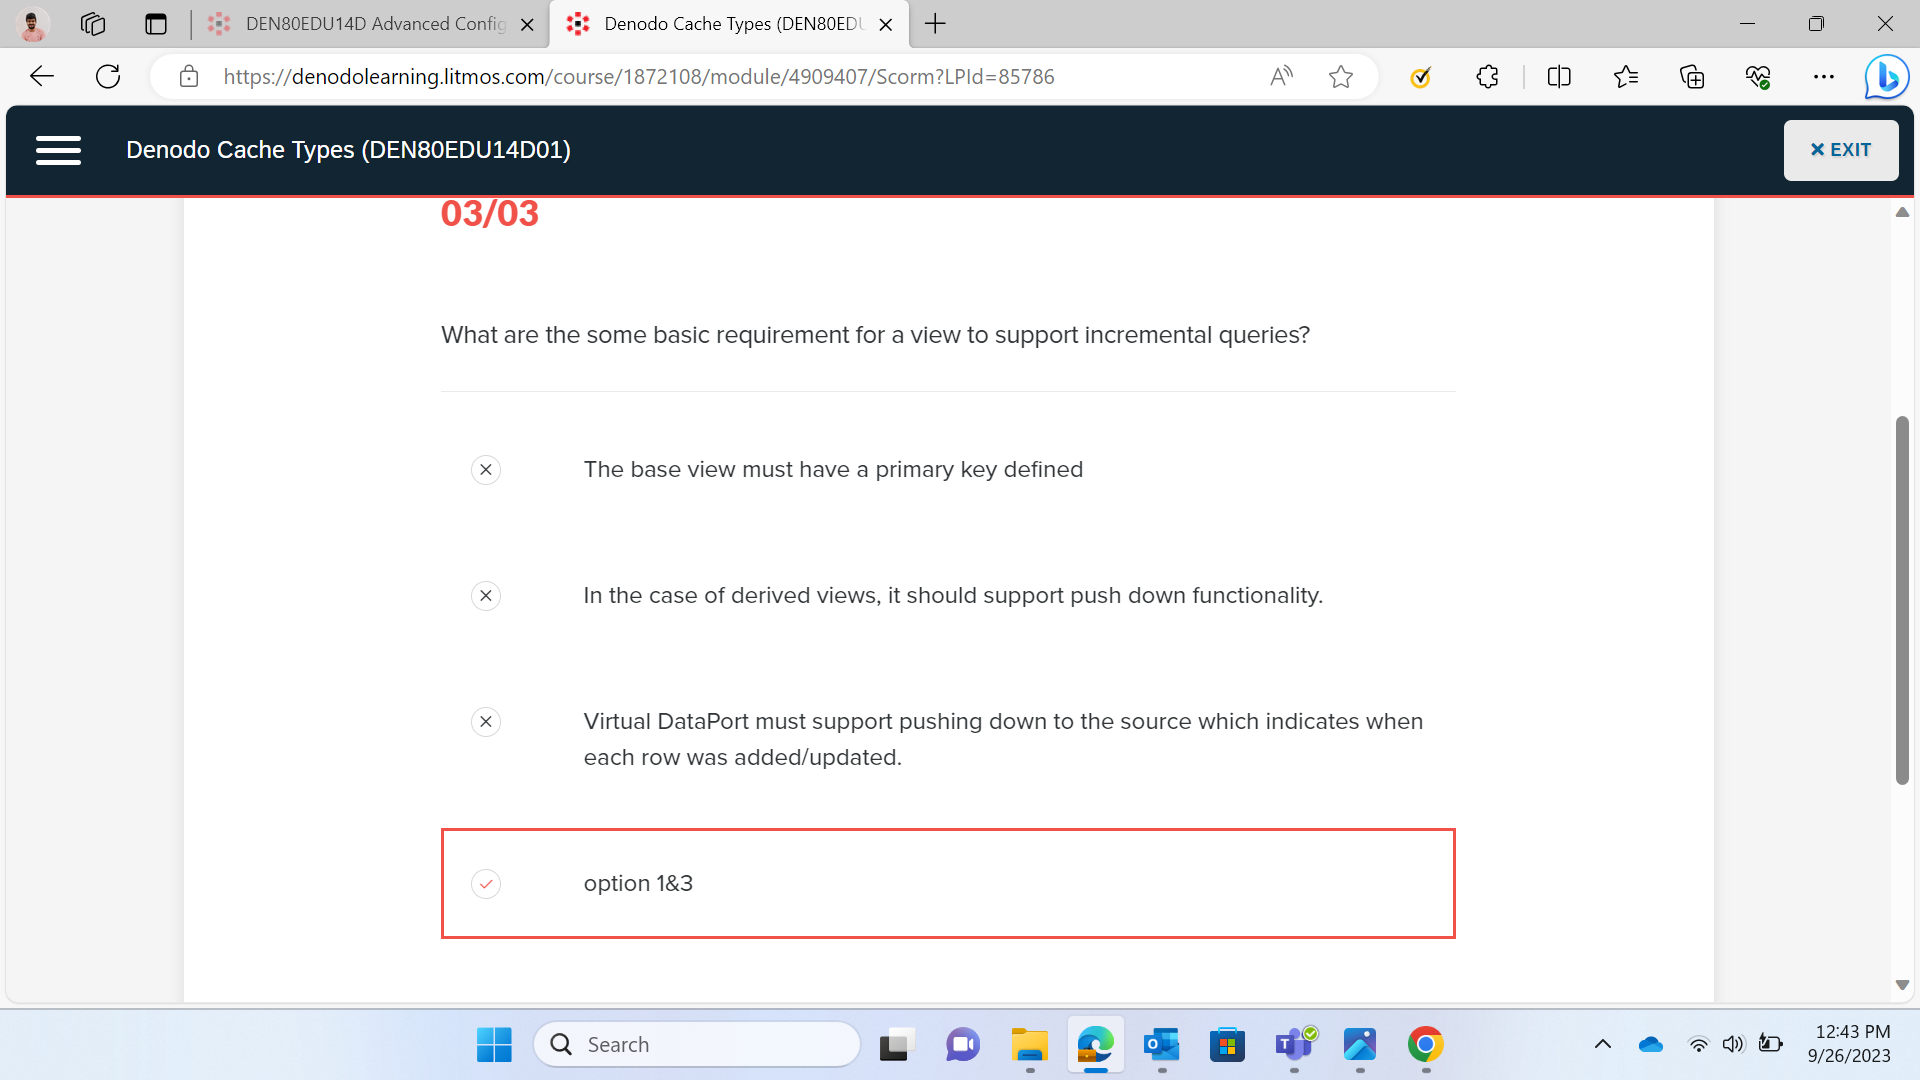 DEN80EDU14D Advanced Config
Denodo Cache Types (DEN80EDU
https://denodolearning.litmos.com/course/1872108/module/4909407/Scorm?LPId=85786
Denodo Cache Types (DEN80EDU14D01)
EXIT
03/03
What are the some basic requirement for a view to support incremental queries?
The base view must have a primary key defined
In the case of derived views, it should support push down functionality.
Virtual DataPort must support pushing down to the source which indicates when
each row was added/updated.
option 1&3
Search
12:43 PM
9/26/2023